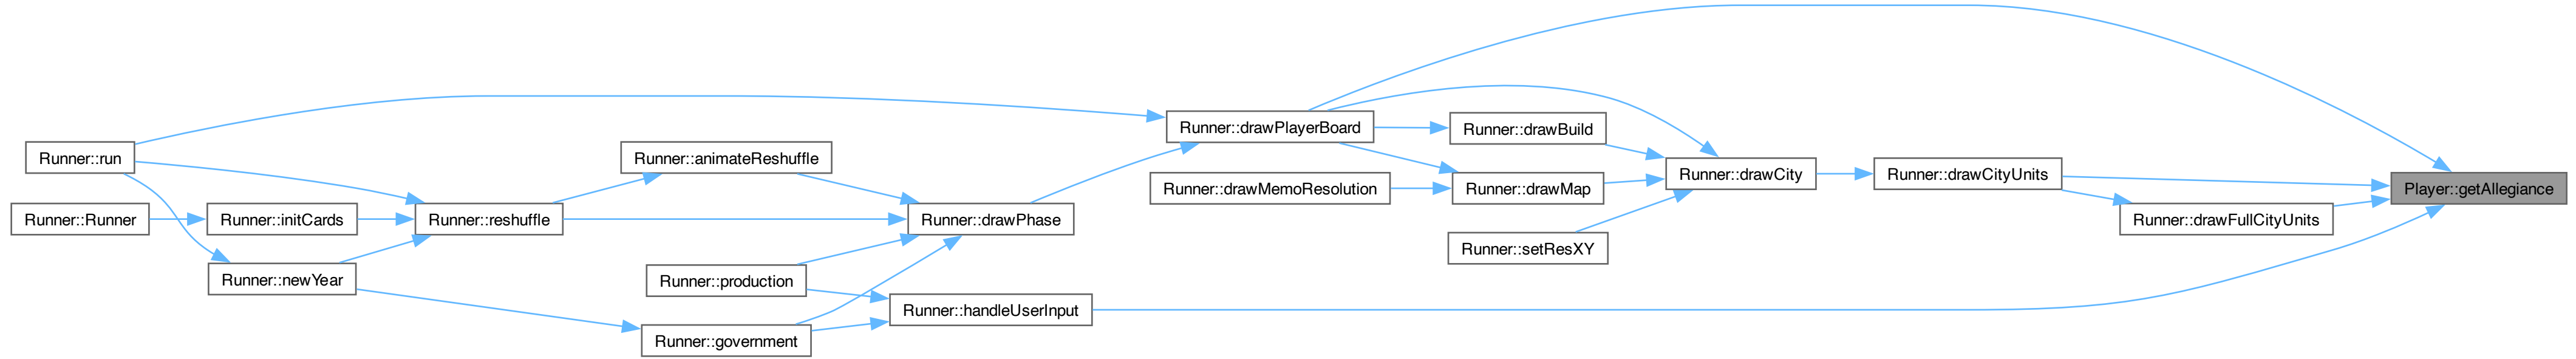 Runner::run
Runner::Runner
Runner::initCards
Runner::newYear
Runner::reshuffle
Runner::animateReshuffle
Runner::production
Runner::government
Runner::drawPhase
Runner::handleUserInput
Runner::drawPlayerBoard
Runner::drawMemoResolution
Runner::drawBuild
Runner::drawMap
Runner::setResXY
Runner::drawCity
Runner::drawCityUnits
Runner::drawFullCityUnits
Player::getAllegiance